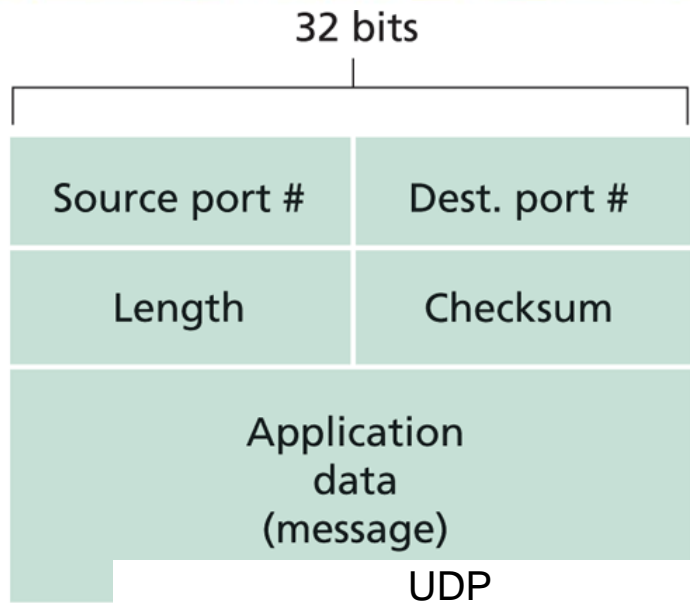 32 bits
Source port # Dest. port #
Length Checksum
Application
data
(message)
UDP